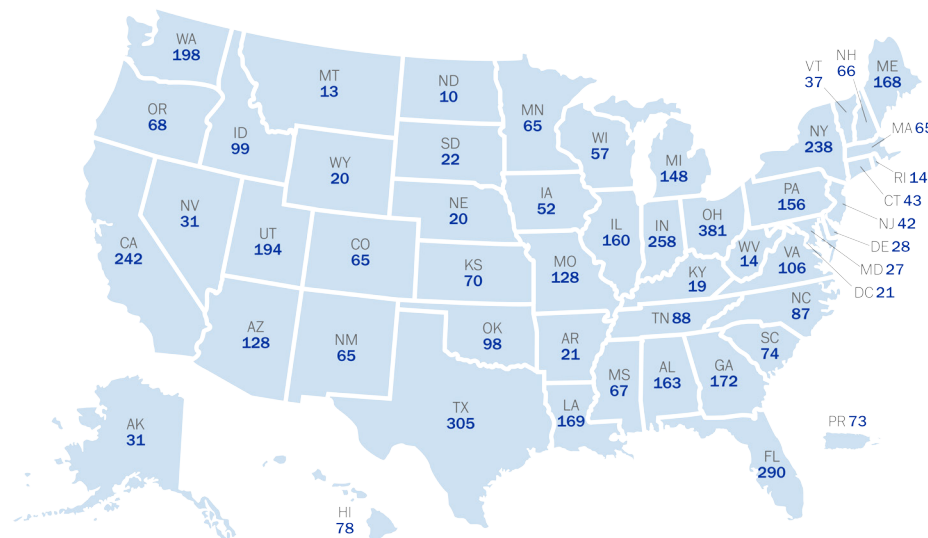 WA
198
OR
68
CA
242
NV
31
ID
99
MT
13
WY
20
UT
194
AZ
128
CO
65
NM
65
ND
10
SD
22
NE
20
KS
70
OK
98
TX
305
MN
65
IA
52
MO
128
AR
21
LA
169
WI
57
IL
160
MS
67
MI
148
IN
258
OH
381
KY
19
TN 88
AL
163
GA
172
FL
290
SC
74
NC
87
WV
14
VA
106
PA
156
NY
238
VT
37
NH
66
ME
168
MA 65
RI 14
CT 43
NJ 42
DE 28
MD 27
DC 21
PR 73
AK
31
HI
78